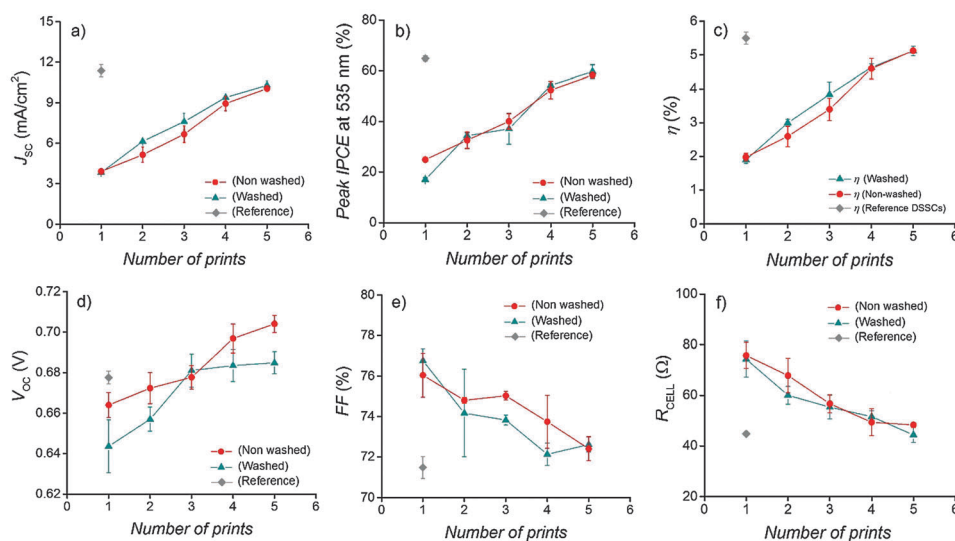 a)
15
12
9
6
3
0
0 1 2 3 4 5 6
J_SC (mA/cm²)
Number of prints
(Non washed)
(Washed)
(Reference)
b)
80
60
40
20
0
0 1 2 3 4 5 6
Peak IPCE at 535 nm (%)
Number of prints
(Non washed)
(Washed)
(Reference)
c)
6
5
4
3
2
1
0
0 1 2 3 4 5 6
η (%)
Number of prints
η (Washed)
η (Non-washed)
η (Reference DSSCs)
d)
0.72
0.70
0.68
0.66
0.64
0.62
0 1 2 3 4 5 6
V_OC (V)
Number of prints
(Non washed)
(Washed)
(Reference)
e)
80
78
76
74
72
70
0 1 2 3 4 5 6
FF (%)
Number of prints
(Non washed)
(Washed)
(Reference)
f)
100
80
60
40
20
0 1 2 3 4 5 6
R_CELL (Ω)
Number of prints
(Non washed)
(Washed)
(Reference)